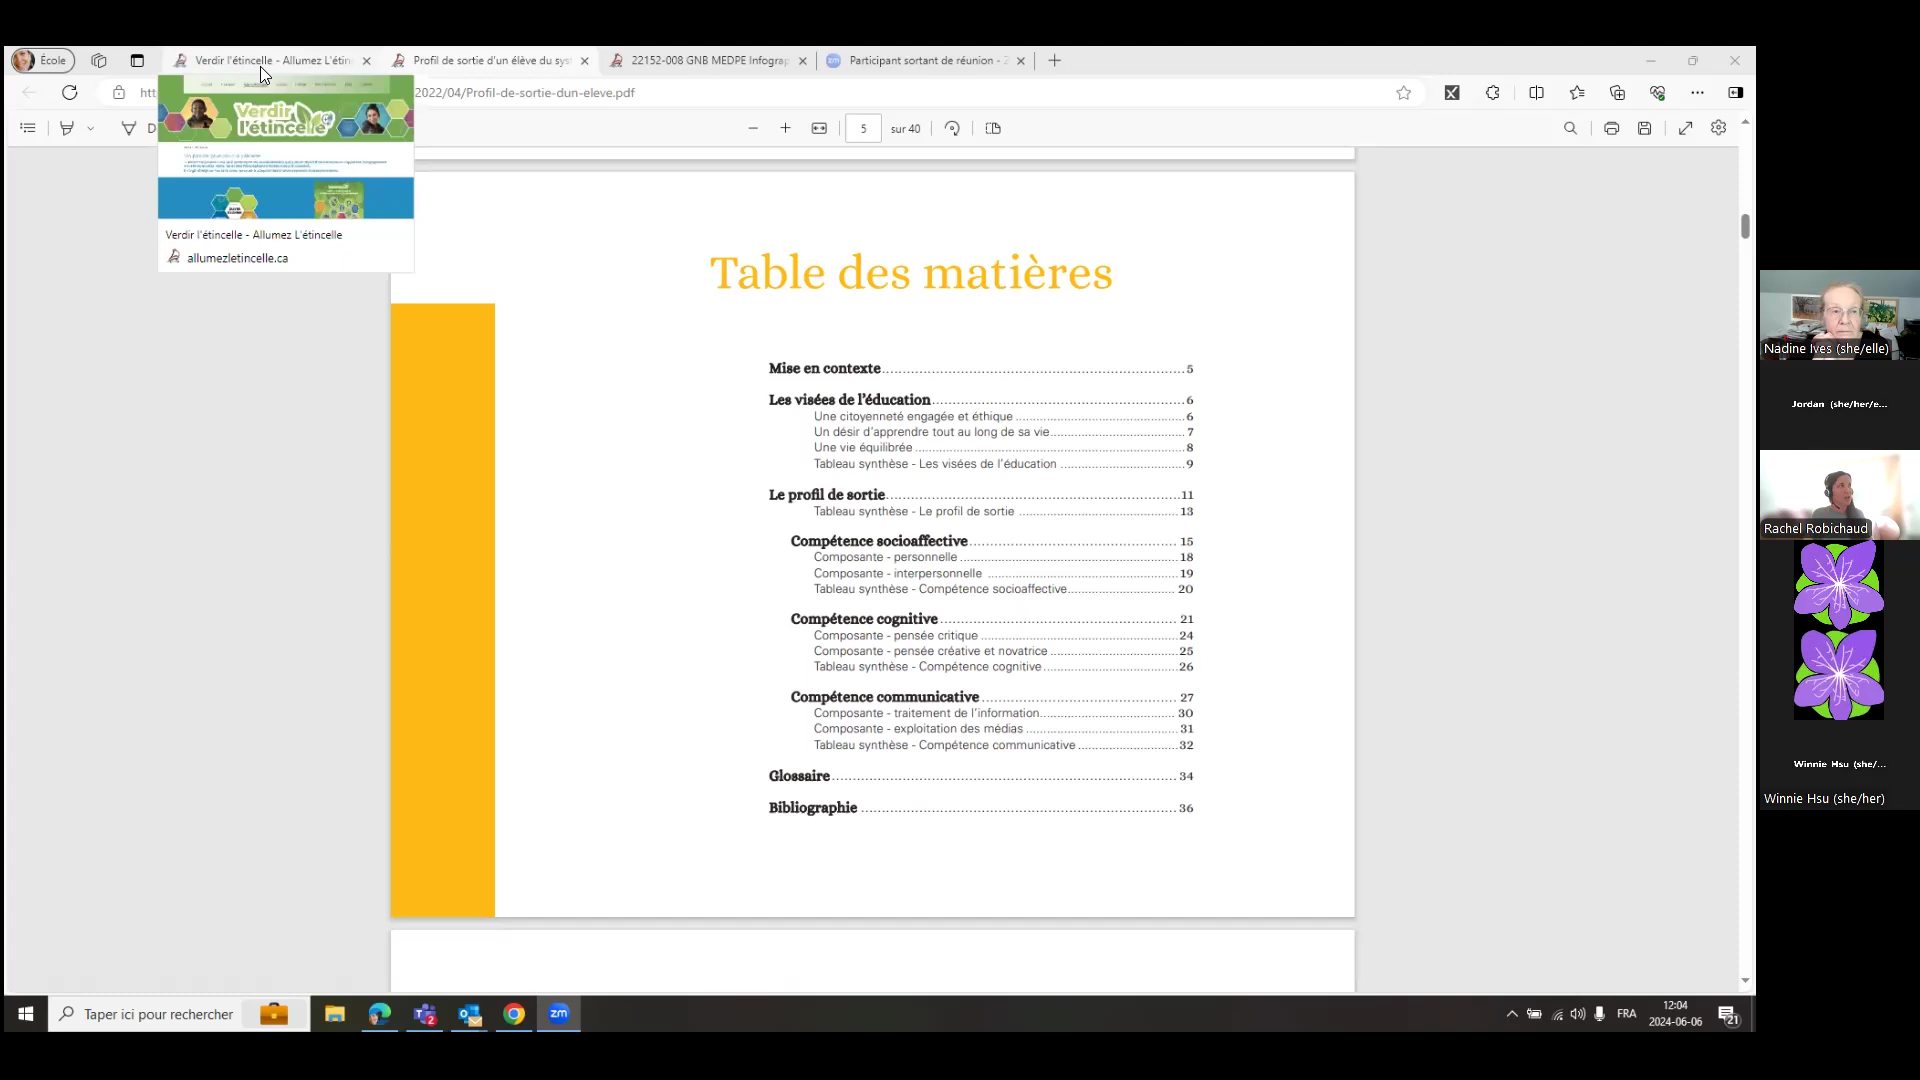 École
Verdir l'étincelle - Allumez L'étin
Profil de sortie d'un élève du sys
22152-008 GNB MEDPE Infograp
Participant sortant de réunion - 2
htt
2022/04/Profil-de-sortie-dun-eleve.pdf
D
5
sur 40
Verdir
l'étincelle
Verdir l'étincelle - Allumez L'étincelle
allumezletincelle.ca
Table des matières
Mise en contexte 5
Les visées de l'éducation 6
Une citoyenneté engagée et éthique 6
Un désir d'apprendre tout au long de sa vie 7
Une vie équilibrée 8
Tableau synthèse - Les visées de l'éducation 9
Le profil de sortie 11
Tableau synthèse - Le profil de sortie 13
Compétence socioaffective 15
Composante - personnelle 18
Composante - interpersonnelle 19
Tableau synthèse - Compétence socioaffective 20
Compétence cognitive 21
Composante - pensée critique 24
Composante - pensée créative et novatrice 25
Tableau synthèse - Compétence cognitive 26
Compétence communicative 27
Composante - traitement de l'information 30
Composante - exploitation des médias 31
Tableau synthèse - Compétence communicative 32
Glossaire 34
Bibliographie 36
Nadine Ives (she/elle)
Jordan (she/her/e...
Rachel Robichaud
Winnie Hsu (she/...
Winnie Hsu (she/her)
Taper ici pour rechercher
zm
FRA
12:04
2024-06-06
21